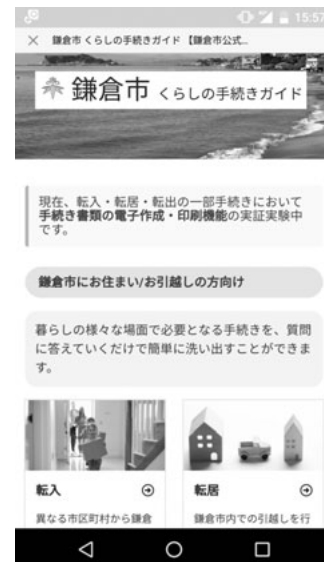 15:57
× 鎌倉市 くらしの手続きガイド 【鎌倉市公式...
鎌倉市 くらしの手続きガイド
現在、転入・転居・転出の一部手続きにおいて
手続き書類の電子作成・印刷機能の実証実験中
です。
鎌倉市にお住まい/お引越しの方向け
暮らしの様々な場面で必要となる手続きを、質問
に答えていくだけで簡単に洗い出すことができま
す。
転入
異なる市区町村から鎌倉
転居
鎌倉市内での引越しを行